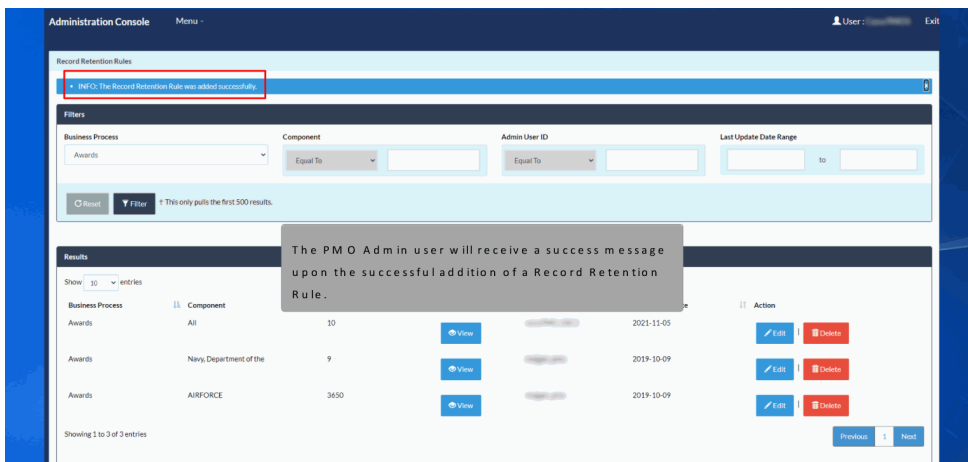 Administration Console Menu - User : Exit
Record Retention Rules
• INFO: The Record Retention Rule was added successfully.
Filters
Business Process Component Admin User ID Last Update Date Range
Awards Equal To Equal To to
Reset Filter † This only pulls the first 500 results.
The PMO Admin user will receive a success message
upon the successful addition of a Record Retention
Rule.
Results
Show 10 entries
Business Process Component Action
Awards All 10 View 2021-11-05 Edit | Delete
Awards Navy, Department of the 9 View 2019-10-09 Edit | Delete
Awards AIRFORCE 3650 View 2019-10-09 Edit | Delete
Showing 1 to 3 of 3 entries Previous 1 Next